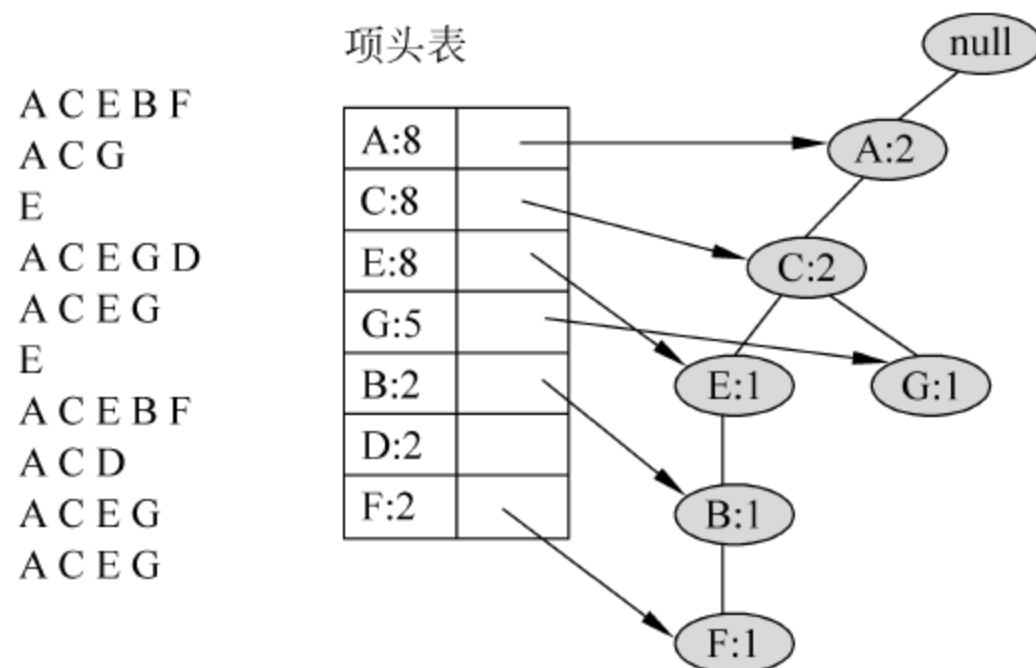 项头表
null
A C E B F
A C G
E
A C E G D
A C E G
E
A C E B F
A C D
A C E G
A C E G
A:8
C:8
E:8
G:5
B:2
D:2
F:2
A:2
C:2
E:1
G:1
B:1
F:1